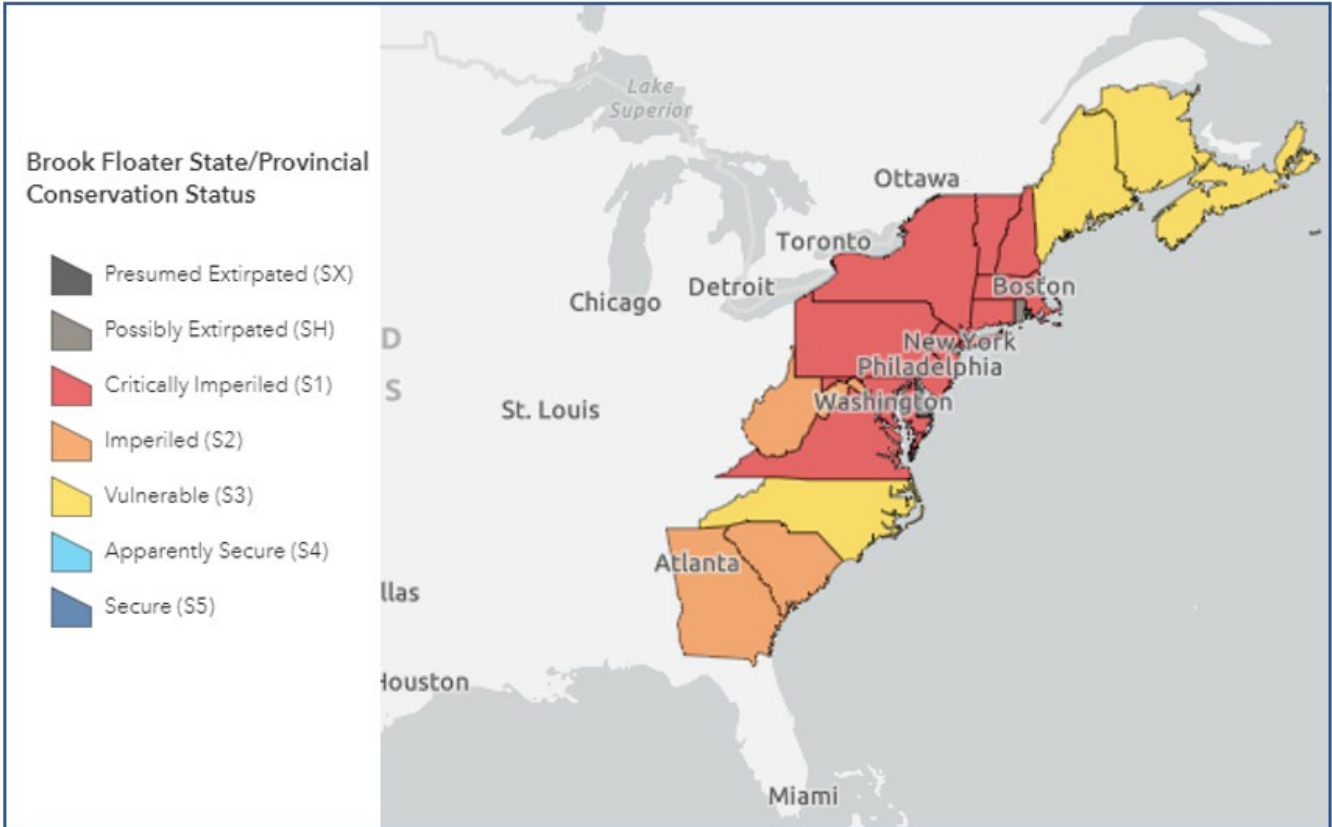 Brook Floater State/Provincial
Conservation Status
Presumed Extirpated (SX)
Possibly Extirpated (SH)
Critically Imperiled (S1)
Imperiled (S2)
Vulnerable (S3)
Apparently Secure (S4)
Secure (S5)
Lake
Superior
Ottawa
Toronto
Boston
Detroit
Chicago
D
New York
Philadelphia
S
Washington
St. Louis
Atlanta
llas
Houston
Miami